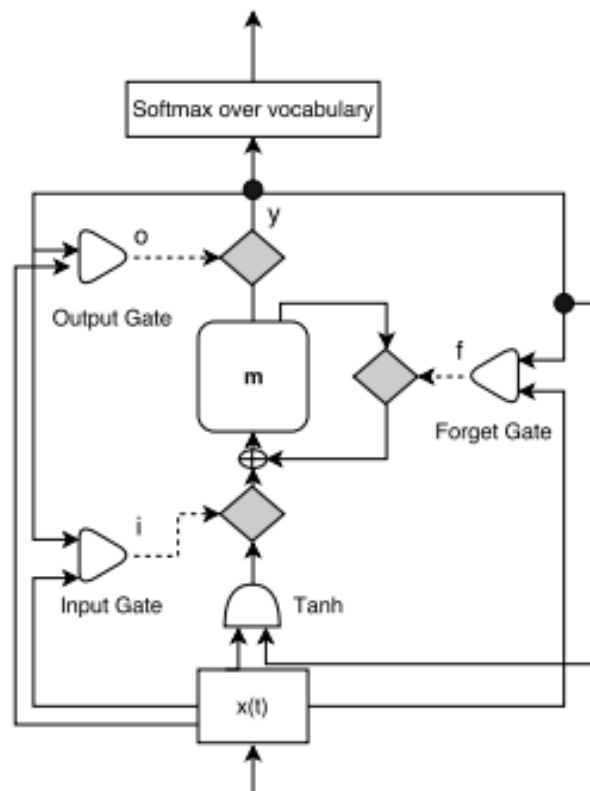 Softmax over vocabulary
y
o
Output Gate
m
f
Forget Gate
i
Input Gate
Tanh
x(t)